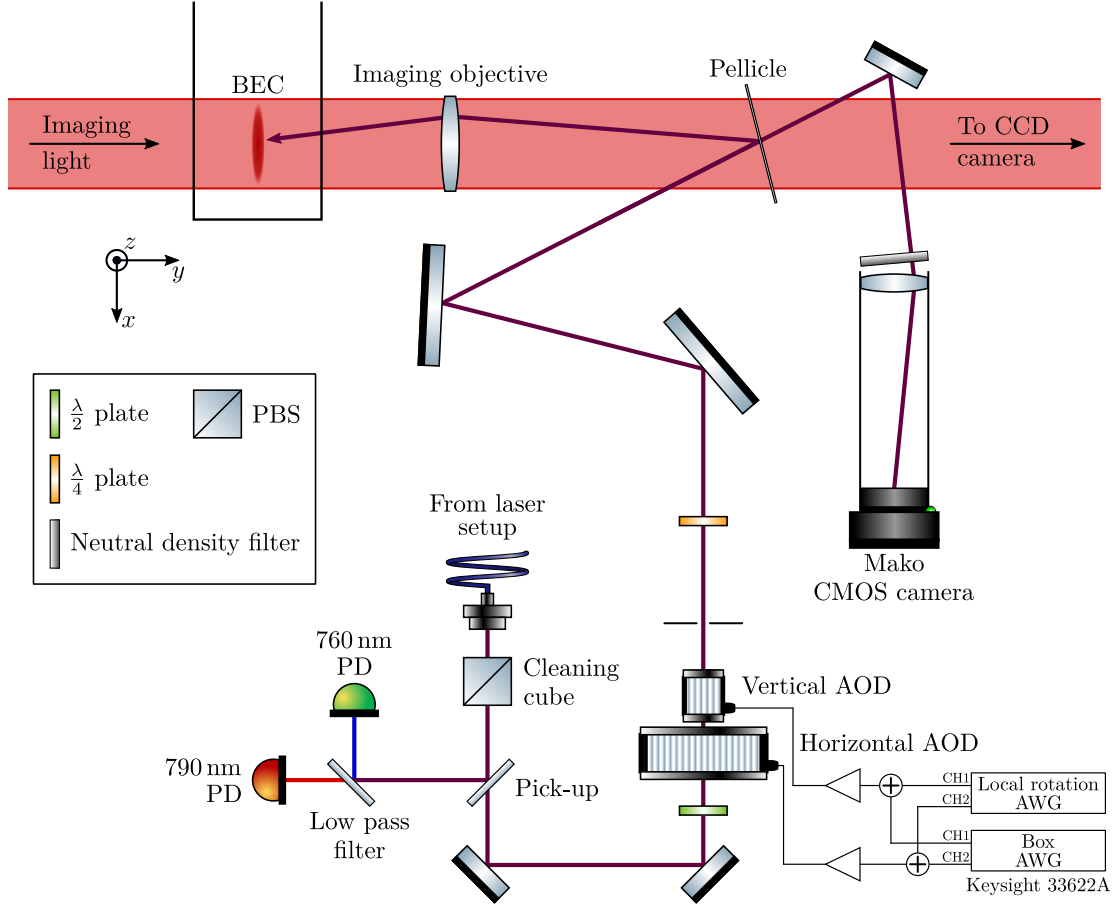 BEC
Imaging objective
Pellicle
Imaging
light
To CCD
camera
z
y
x
λ/2 plate
PBS
λ/4 plate
Neutral density filter
From laser
setup
Mako
CMOS camera
760 nm
PD
Cleaning
cube
Vertical AOD
Horizontal AOD
790 nm
PD
Pick-up
Low pass
filter
CH1
CH2
Local rotation
AWG
CH1
CH2
Box
AWG
Keysight 33622A